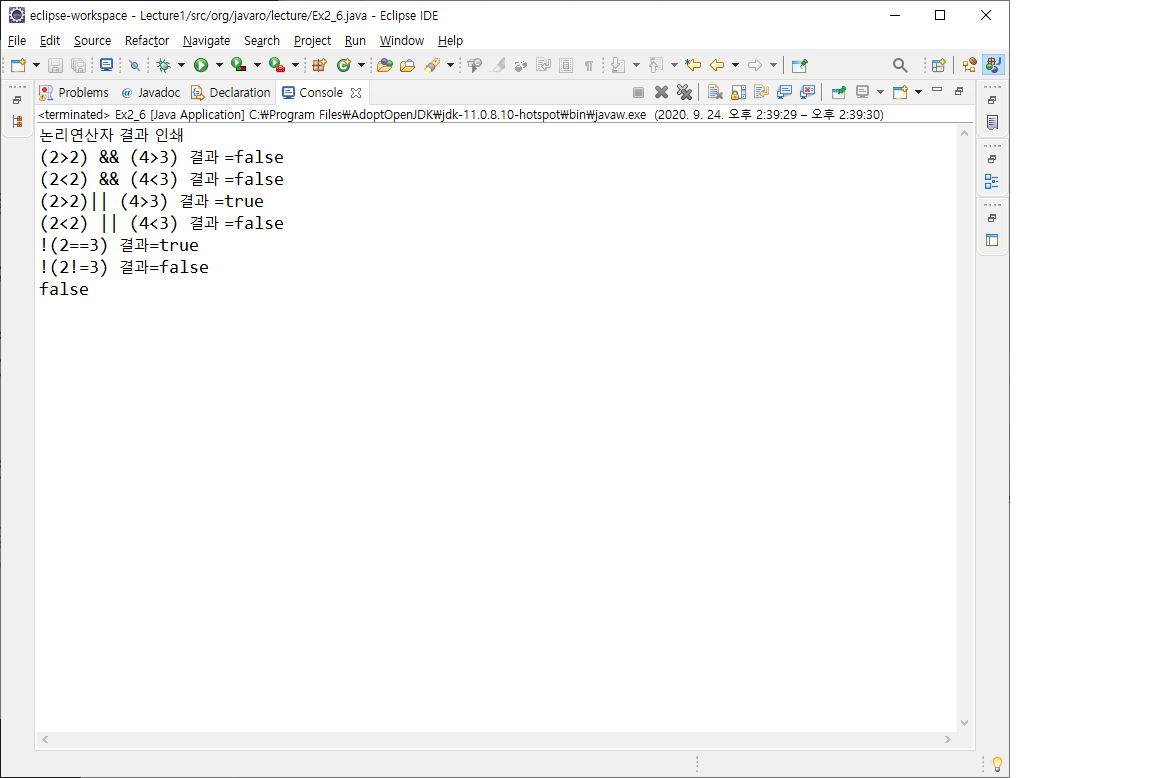 eclipse-workspace - Lecture1/src/org/javaro/lecture/Ex2_6.java - Eclipse IDE
File Edit Source Refactor Navigate Search Project Run Window Help
Problems @ Javadoc Declaration Console
<terminated> Ex2_6 [Java Application] C:₩Program Files₩AdoptOpenJDK₩jdk-11.0.8.10-hotspot₩bin₩javaw.exe (2020. 9. 24. 오후 2:39:29 – 오후 2:39:30)
논리연산자 결과 인쇄
(2>2) && (4>3) 결과 =false
(2<2) && (4<3) 결과 =false
(2>2)|| (4>3) 결과 =true
(2<2) || (4<3) 결과 =false
!(2==3) 결과=true
!(2!=3) 결과=false
false